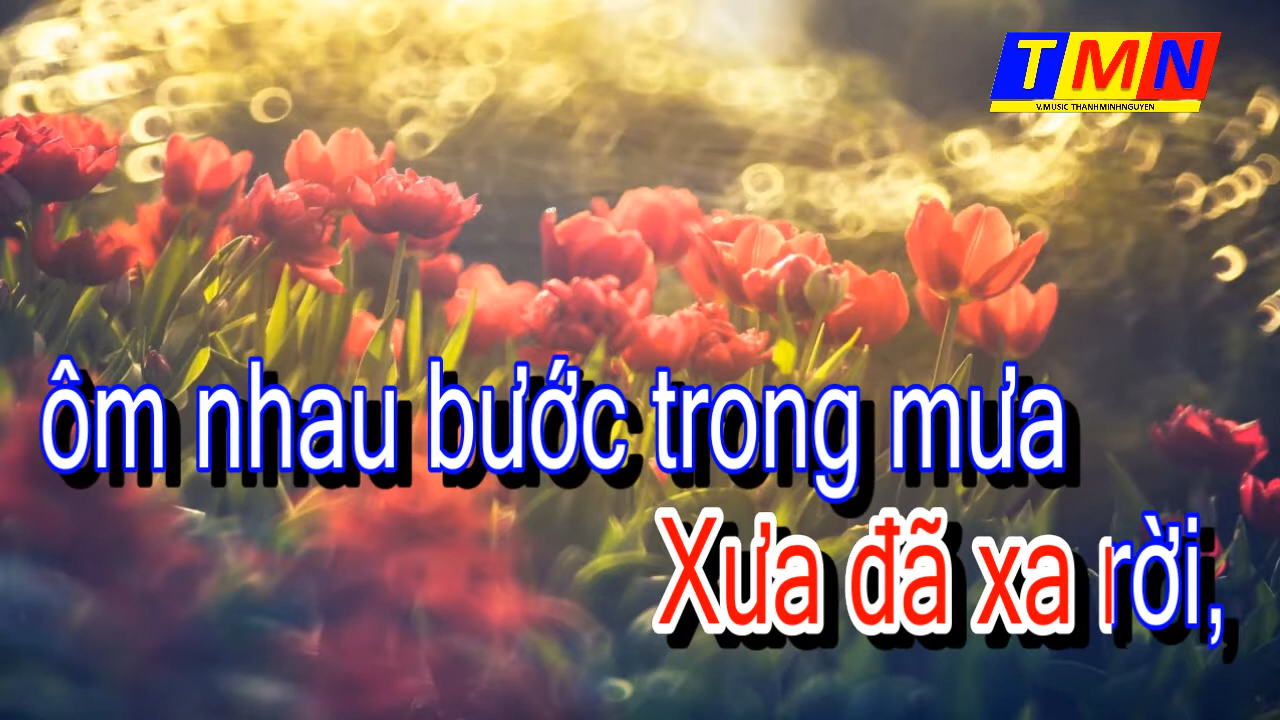 TMN
V.MUSIC THANHMINHNGUYEN
ôm nhau bước trong mưa
Xưa đã xa rời,